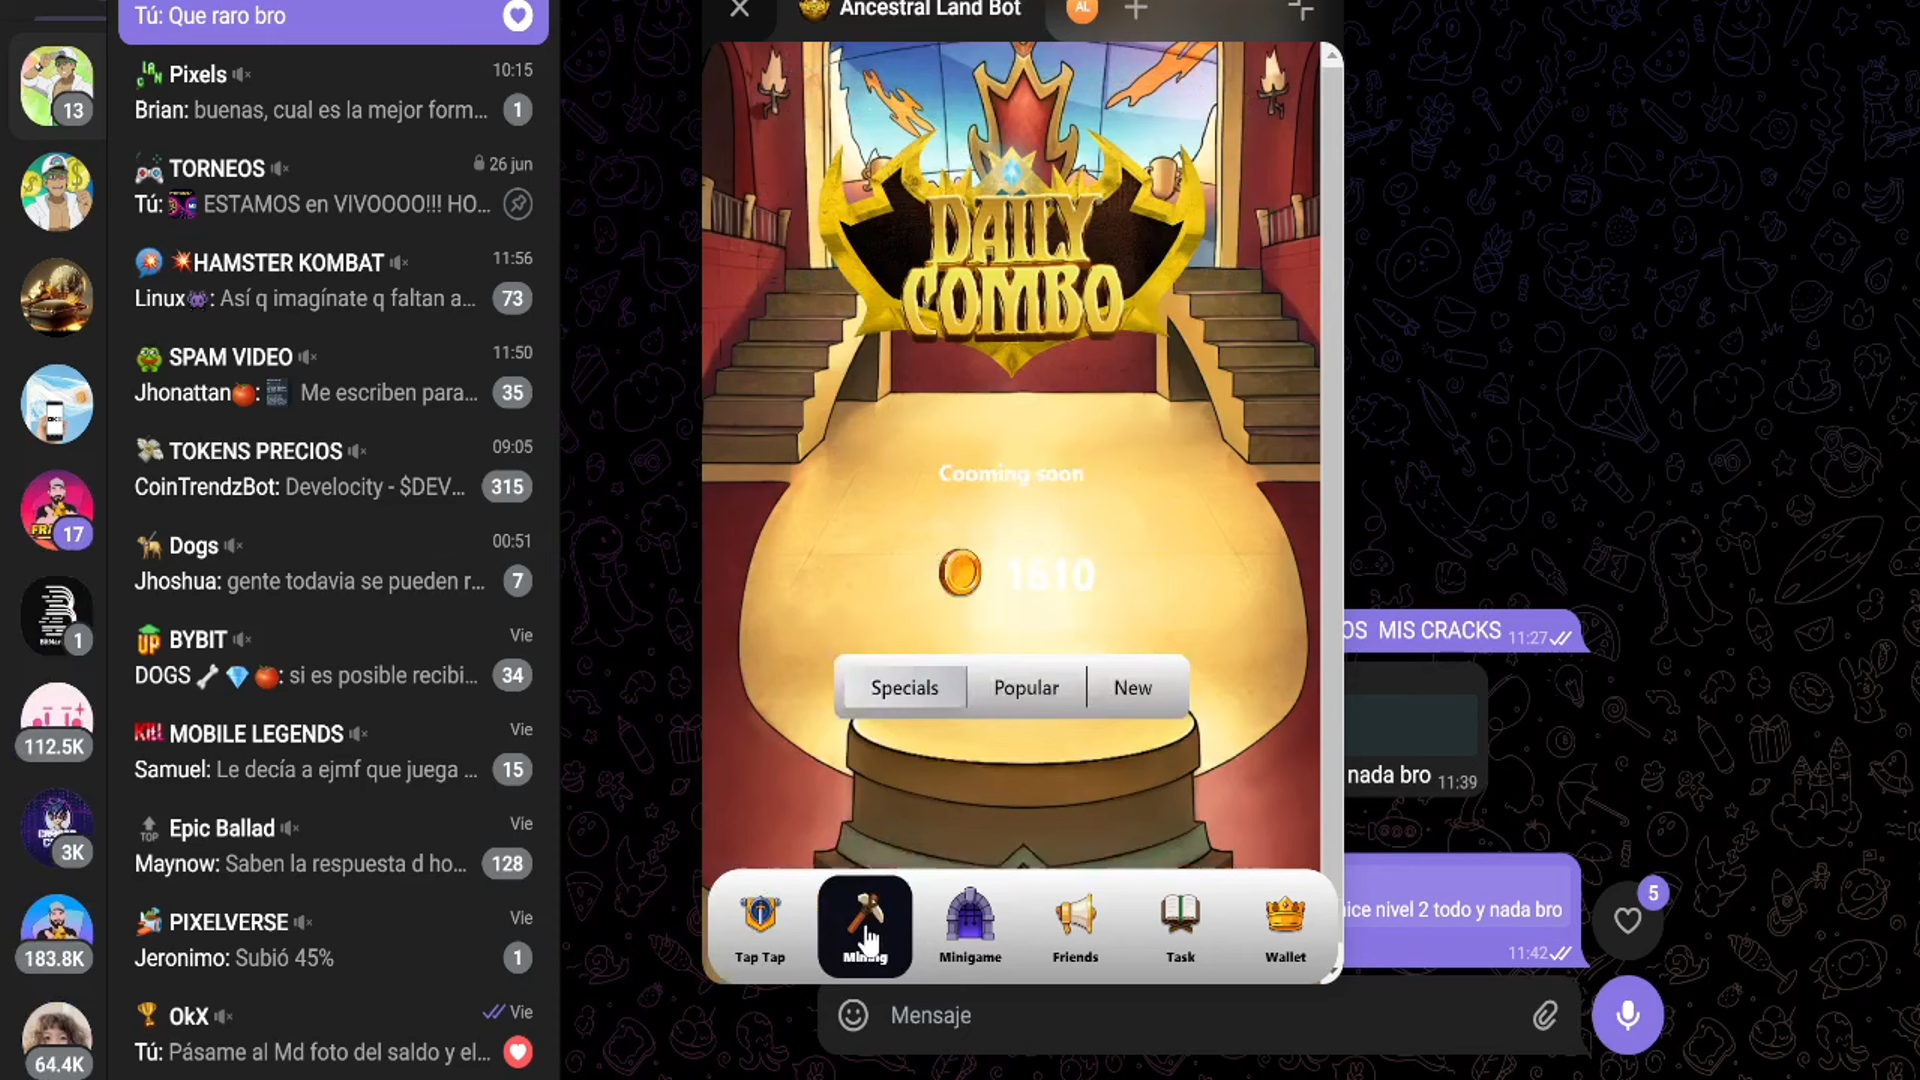 Tú: Que raro bro
Pixels 10:15
Brian: buenas, cual es la mejor form... 1
TORNEOS 26 jun
Tú: ESTAMOS en VIVOOOO!!! HO...
HAMSTER KOMBAT 11:56
Linux: Así q imagínate q faltan a... 73
SPAM VIDEO 11:50
Jhonattan: Me escriben para... 35
TOKENS PRECIOS 09:05
CoinTrendzBot: Develocity - $DEV... 315
Dogs 00:51
Jhoshua: gente todavia se pueden r... 7
BYBIT Vie
DOGS: si es posible recibi... 34
MOBILE LEGENDS Vie
Samuel: Le decía a ejmf que juega ... 15
Epic Ballad Vie
Maynow: Saben la respuesta d ho... 128
PIXELVERSE Vie
Jeronimo: Subió 45% 1
OkX Vie
Tú: Pásame al Md foto del saldo y el...
13
17
1
112.5K
3K
183.8K
64.4K
Ancestral Land Bot
AL
DAILY
COMBO
Cooming soon
1610
Specials Popular New
Tap Tap Mining Minigame Friends Task Wallet
OS MIS CRACKS 11:27
nada bro 11:39
ice nivel 2 todo y nada bro
11:42
5
Mensaje